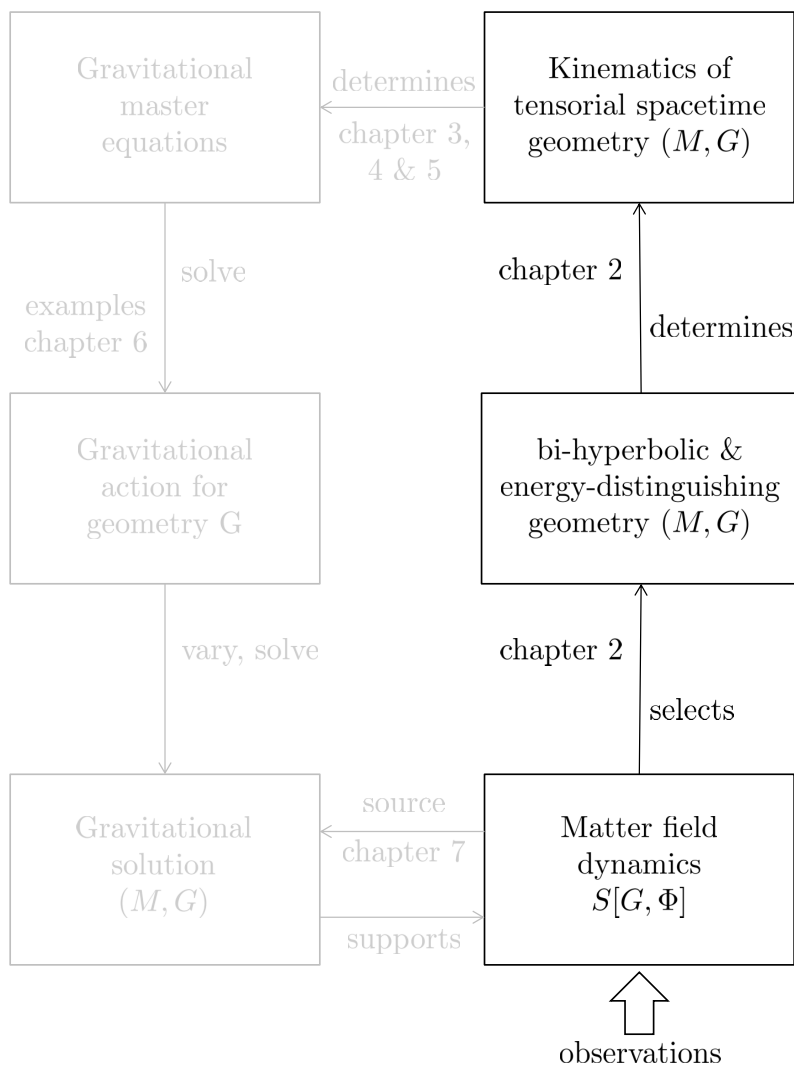 Gravitational
master
equations
determines
chapter 3,
4 & 5
Kinematics of
tensorial spacetime
geometry (M, G)
solve
examples
chapter 6
chapter 2
determines
Gravitational
action for
geometry G
bi-hyperbolic &
energy-distinguishing
geometry (M, G)
vary, solve
chapter 2
selects
Gravitational
solution
(M, G)
source
chapter 7
supports
Matter field
dynamics
S[G, Φ]
observations